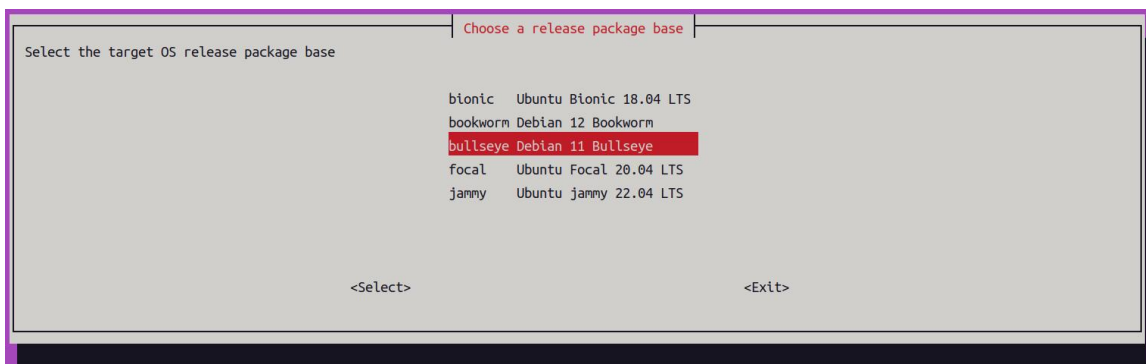 Choose a release package base
Select the target OS release package base
bionic Ubuntu Bionic 18.04 LTS
bookworm Debian 12 Bookworm
bullseye Debian 11 Bullseye
focal Ubuntu Focal 20.04 LTS
jammy Ubuntu jammy 22.04 LTS
<Select> <Exit>